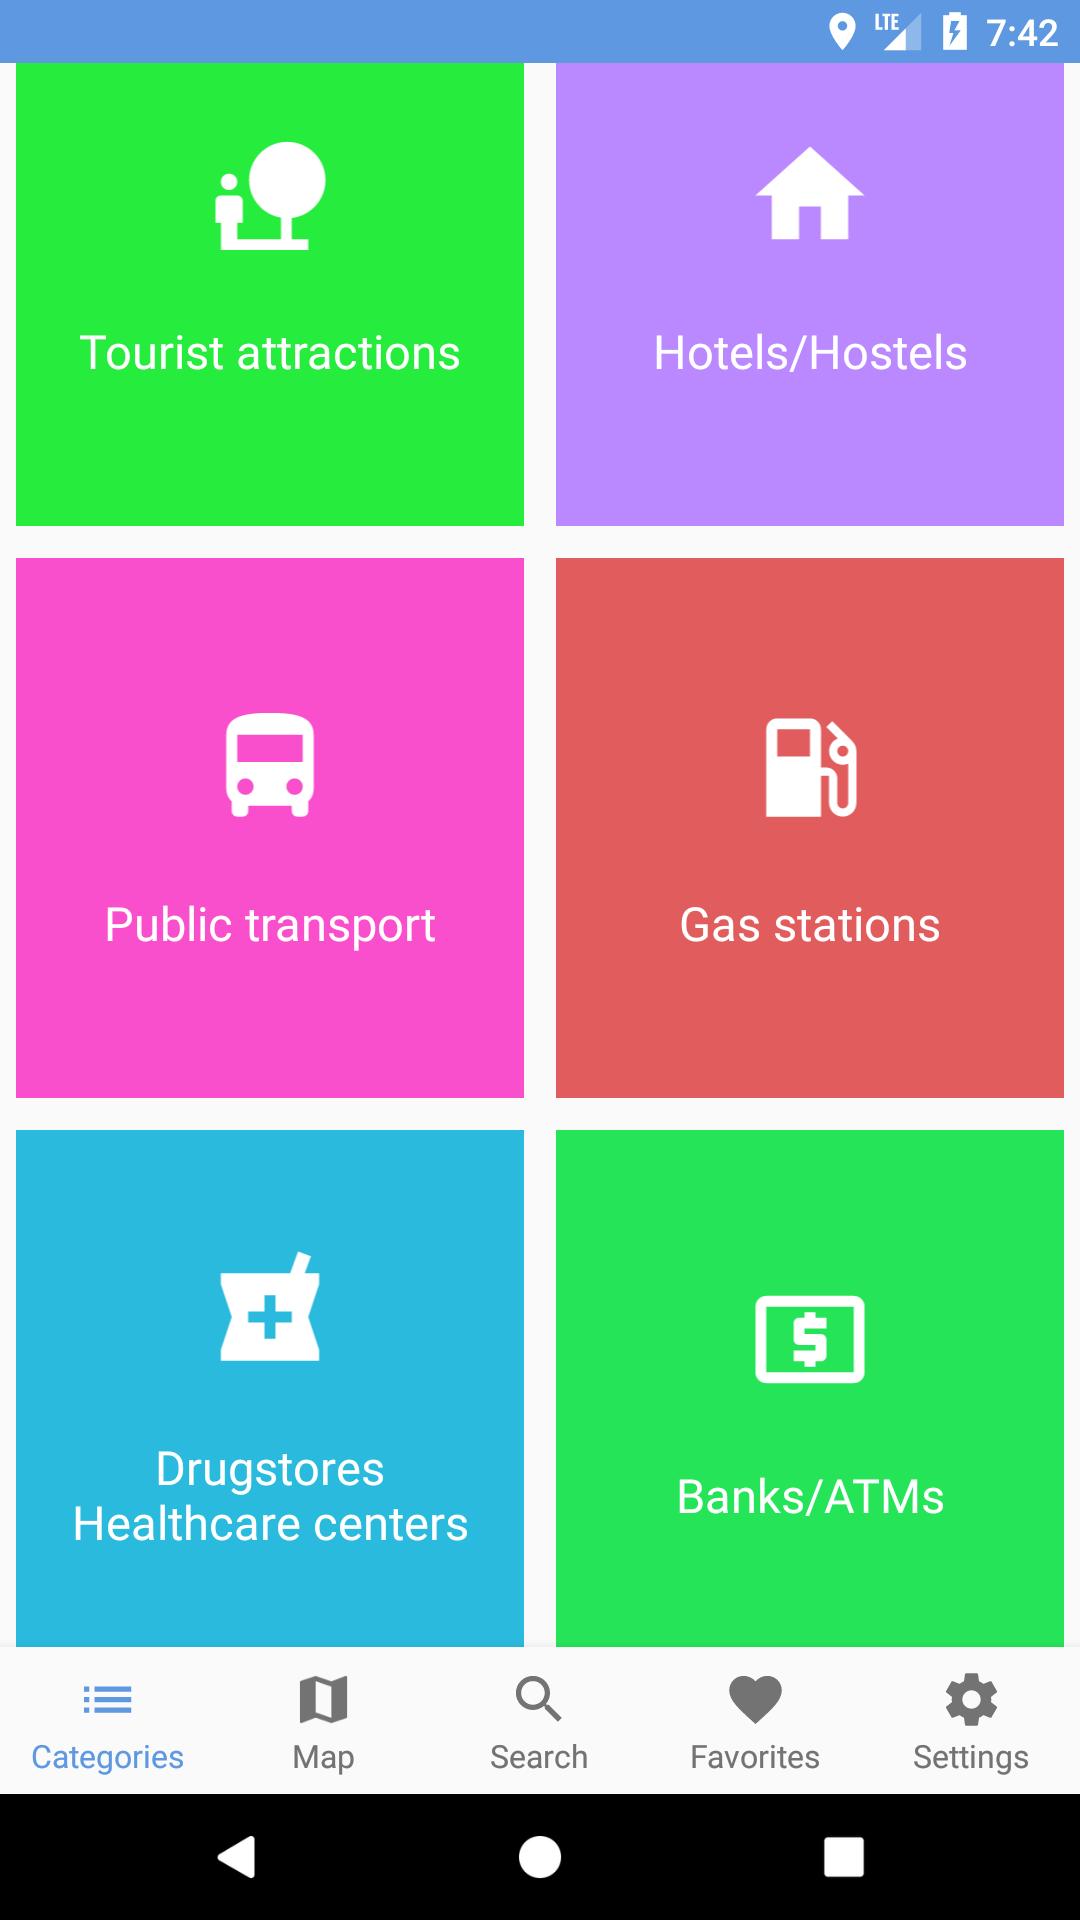 LTE 7:42
Tourist attractions
Hotels/Hostels
Public transport
Gas stations
Drugstores
Healthcare centers
Banks/ATMs
Categories
Map
Search
Favorites
Settings